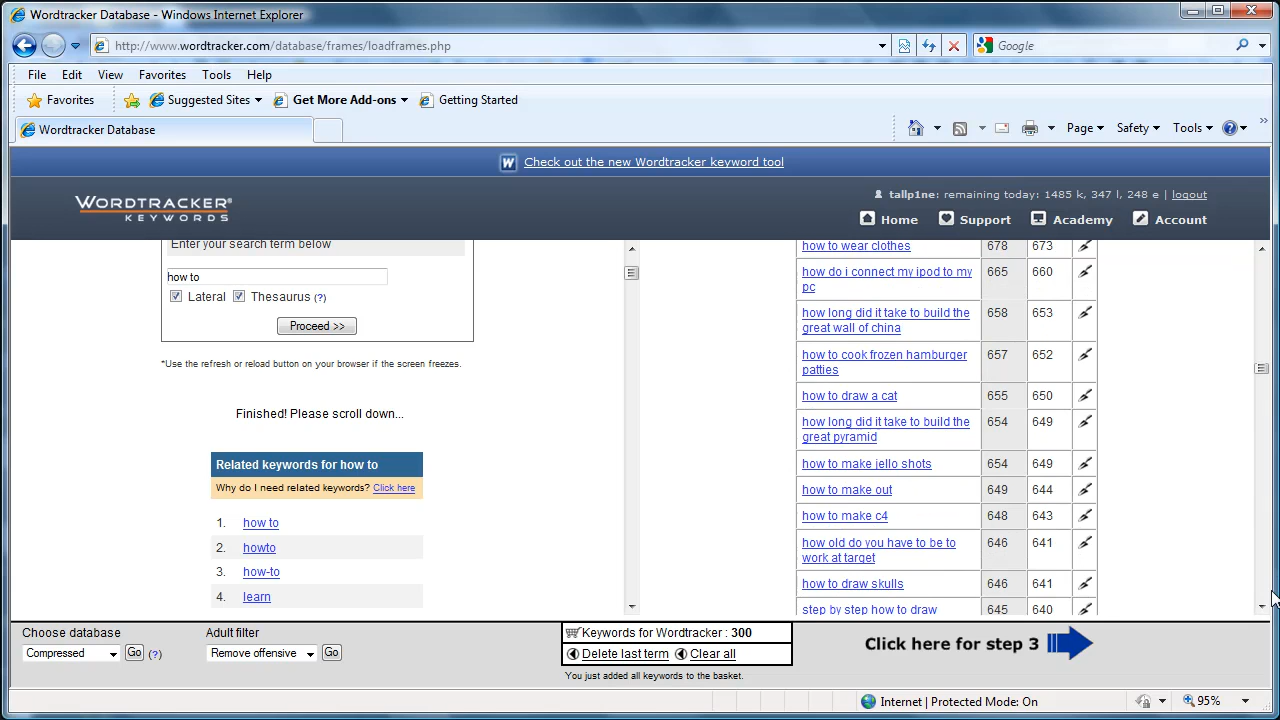 Wordtracker Database - Windows Internet Explorer
http://www.wordtracker.com/database/frames/loadframes.php
Google
File Edit View Favorites Tools Help
Favorites Suggested Sites Get More Add-ons Getting Started
Wordtracker Database
Page Safety Tools
W Check out the new Wordtracker keyword tool
WORDTRACKER
KEYWORDS
tallp1ne: remaining today: 1485 k, 347 l, 248 e | logout
Home Support Academy Account
Enter your search term below
how to
Lateral Thesaurus (?)
Proceed >>
*Use the refresh or reload button on your browser if the screen freezes.
Finished! Please scroll down...
Related keywords for how to
Why do I need related keywords? Click here
1. how to
2. howto
3. how-to
4. learn
how to wear clothes 678 673
how do i connect my ipod to my 665 660
pc
how long did it take to build the 658 653
great wall of china
how to cook frozen hamburger 657 652
patties
how to draw a cat 655 650
how long did it take to build the 654 649
great pyramid
how to make jello shots 654 649
how to make out 649 644
how to make c4 648 643
how old do you have to be to 646 641
work at target
how to draw skulls 646 641
step by step how to draw 645 640
Choose database
Compressed Go (?)
Adult filter
Remove offensive Go
Keywords for Wordtracker : 300
Delete last term Clear all
You just added all keywords to the basket.
Click here for step 3
Internet | Protected Mode: On
95%